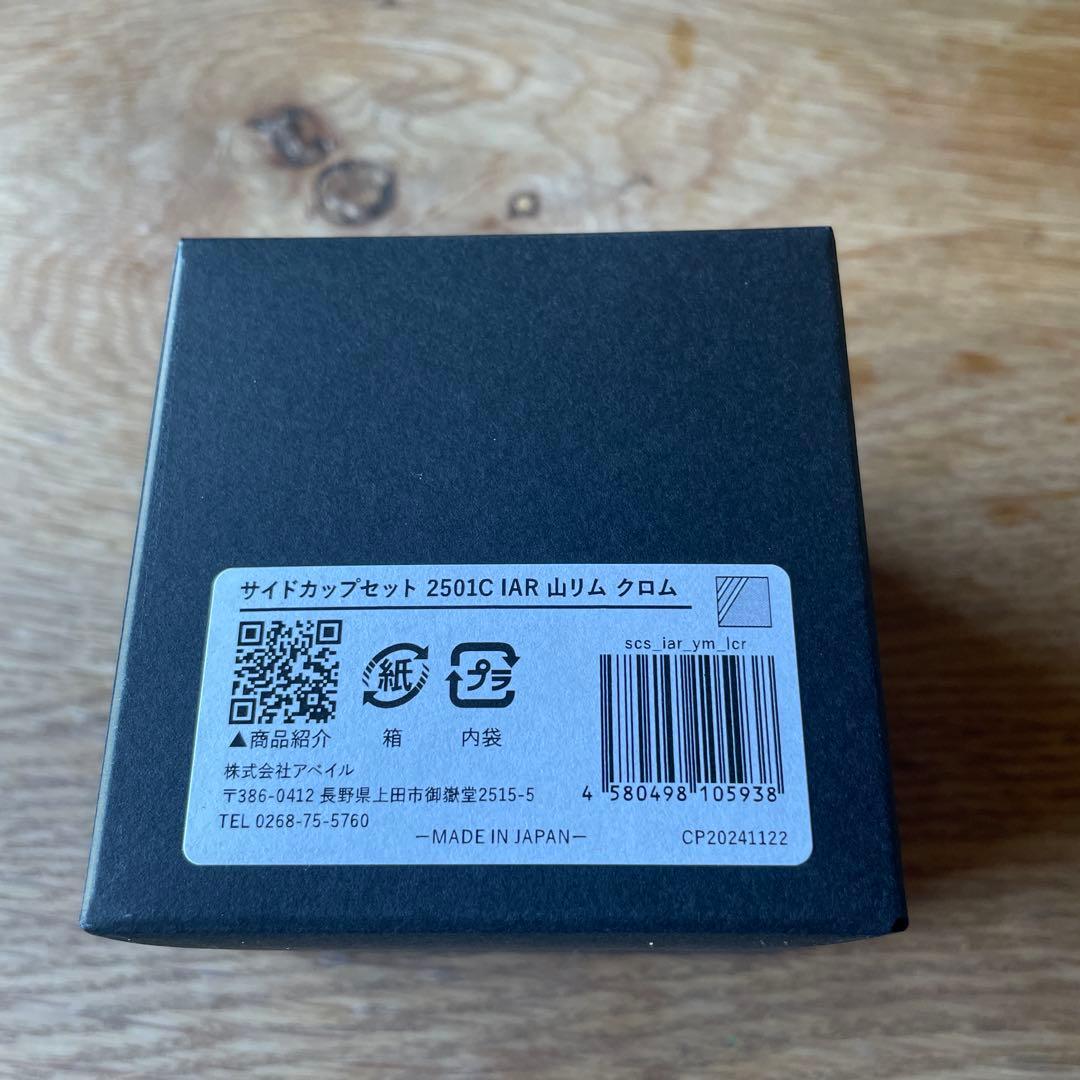 サイドカップセット 2501C IAR 山リム クロム
scs_iar_ym_lcr
紙
プラ
▲商品紹介
箱
内袋
株式会社アベイル
〒386-0412 長野県上田市御嶽堂2515-5
4 580498 105938
TEL 0268-75-5760
—MADE IN JAPAN—
CP20241122